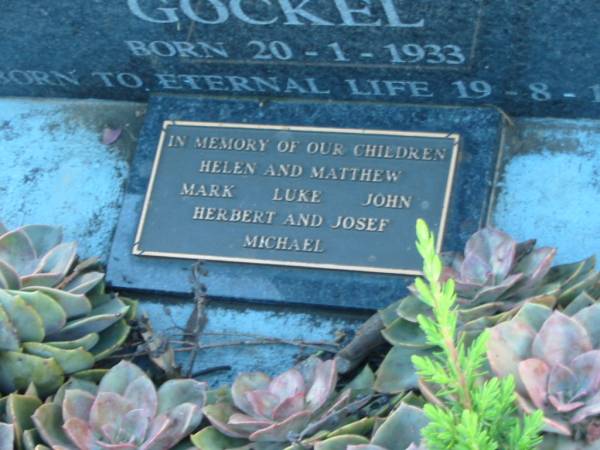 GOCKEL
BORN 20-1-1933
BORN TO ETERNAL LIFE 19-8-1
IN MEMORY OF OUR CHILDREN
HELEN AND MATTHEW
MARK LUKE JOHN
HERBERT AND JOSEF
MICHAEL